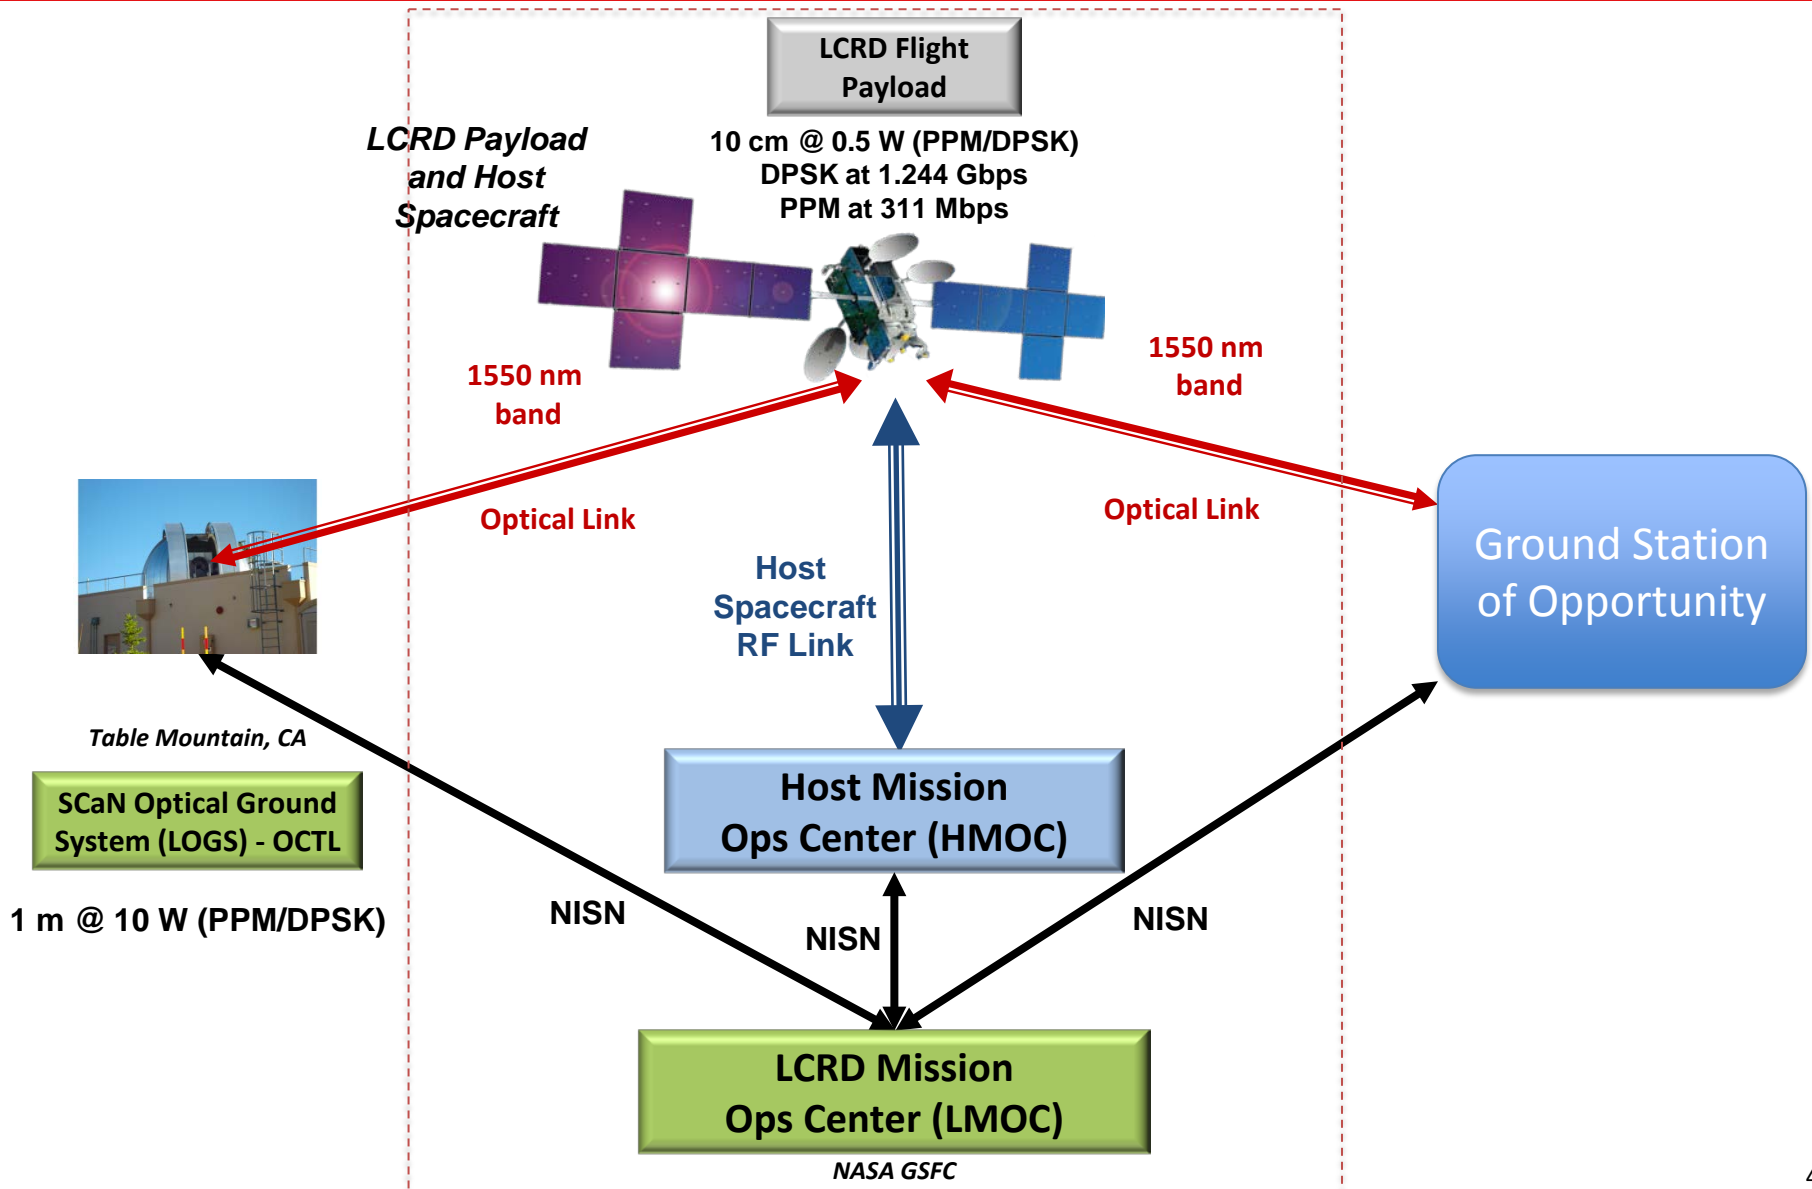 LCRD Flight
Payload
LCRD Payload
and Host
Spacecraft
10 cm @ 0.5 W (PPM/DPSK)
DPSK at 1.244 Gbps
PPM at 311 Mbps
1550 nm
band
1550 nm
band
Optical Link
Optical Link
Host
Spacecraft
RF Link
Ground Station
of Opportunity
Table Mountain, CA
SCaN Optical Ground
System (LOGS) - OCTL
1 m @ 10 W (PPM/DPSK)
Host Mission
Ops Center (HMOC)
NISN
NISN
NISN
LCRD Mission
Ops Center (LMOC)
NASA GSFC
4